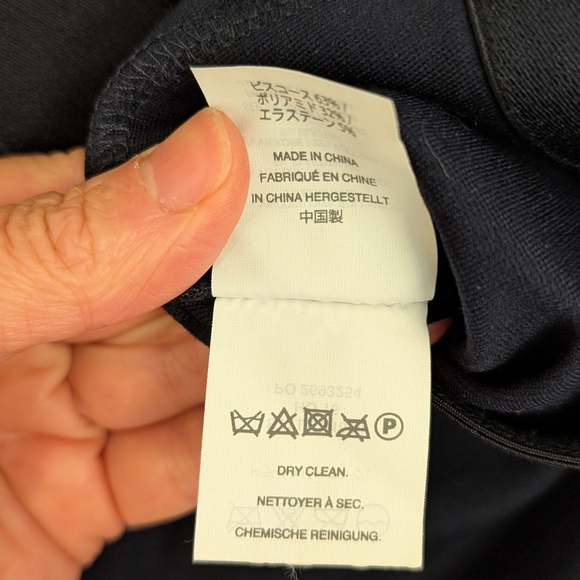 ビスコース 63% /
ポリアミド 32% /
エラステーン 5%
MADE IN CHINA
FABRIQUÉ EN CHINE
IN CHINA HERGESTELLT
中国製
P
DRY CLEAN.
NETTOYER À SEC.
CHEMISCHE REINIGUNG.